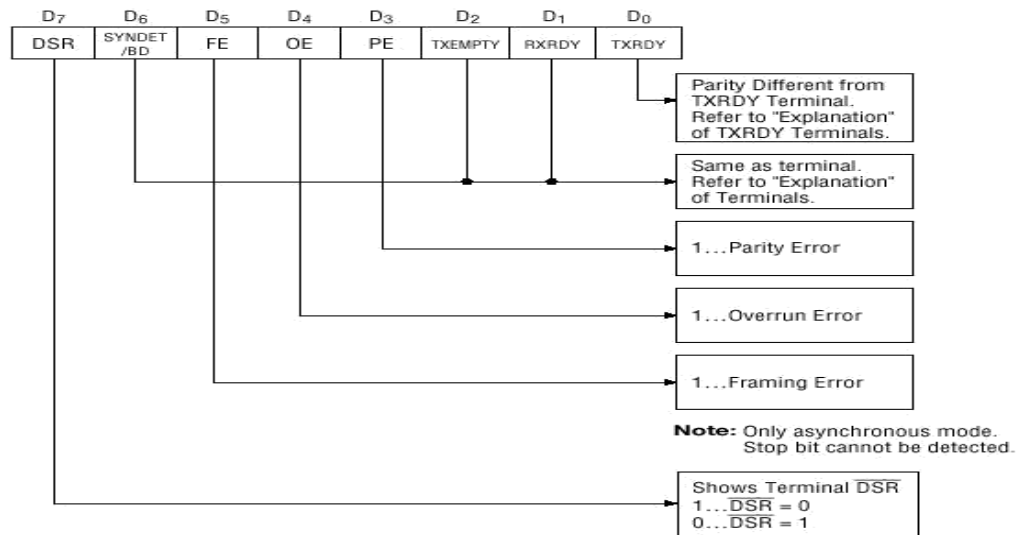 D7 D6 D5 D4 D3 D2 D1 D0
DSR SYNDET/BD FE OE PE TXEMPTY RXRDY TXRDY
Parity Different from
TXRDY Terminal.
Refer to "Explanation"
of TXRDY Terminals.
Same as terminal.
Refer to "Explanation"
of Terminals.
1...Parity Error
1...Overrun Error
1...Framing Error
Note: Only asynchronous mode.
Stop bit cannot be detected.
Shows Terminal D̅S̅R̅
1...D̅S̅R̅ = 0
0...D̅S̅R̅ = 1